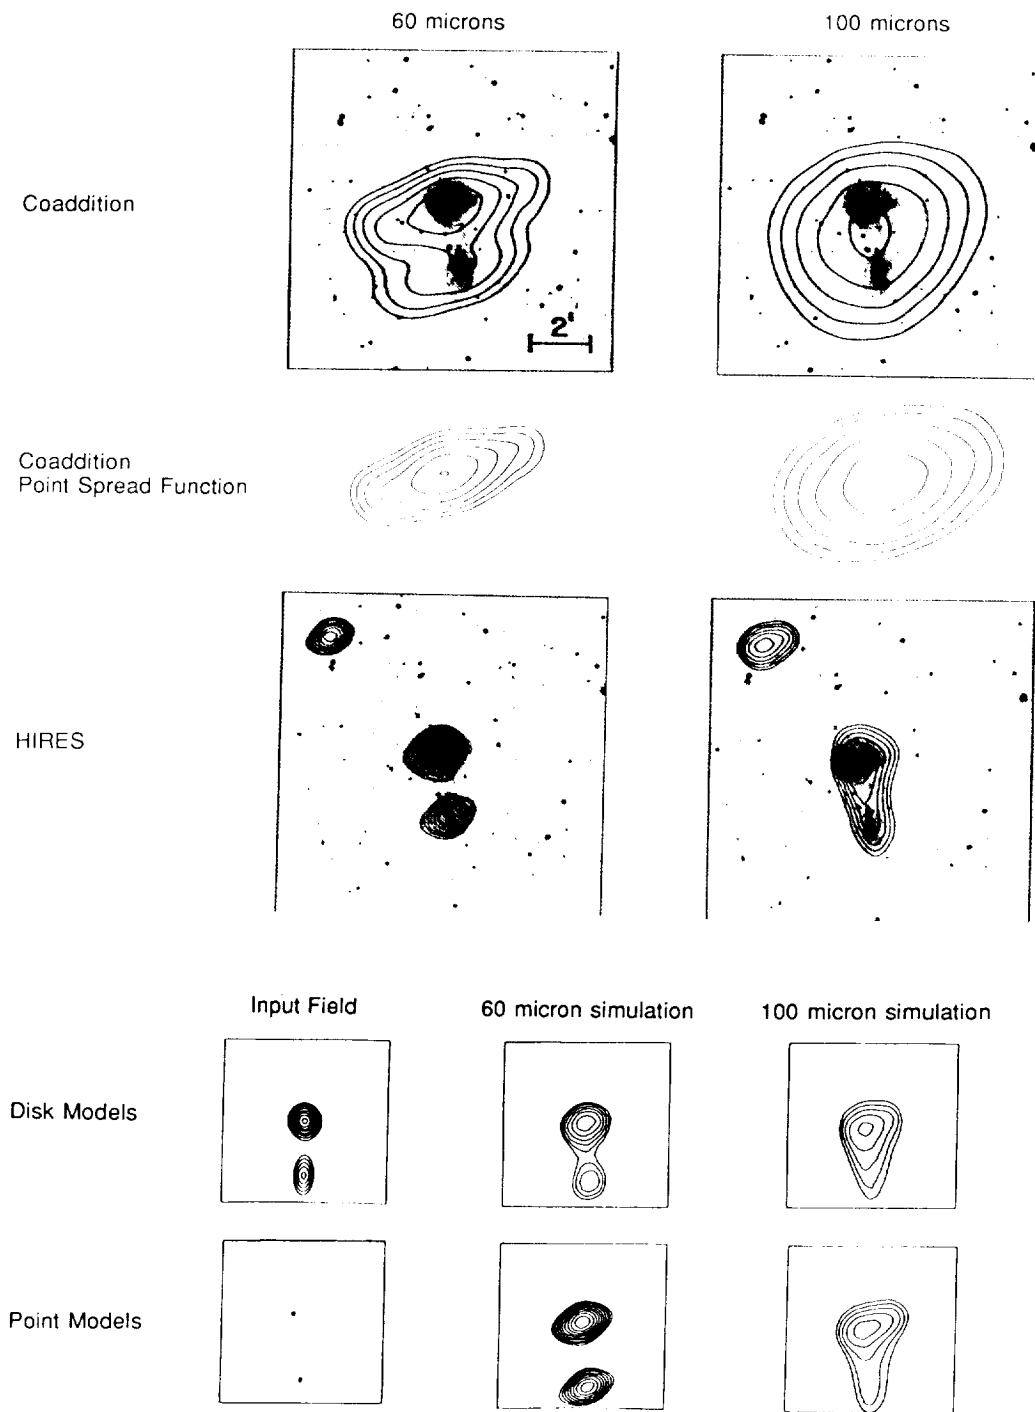 60 microns
100 microns
Coaddition
2'
Coaddition
Point Spread Function
HIRES
Input Field
60 micron simulation
100 micron simulation
Disk Models
Point Models